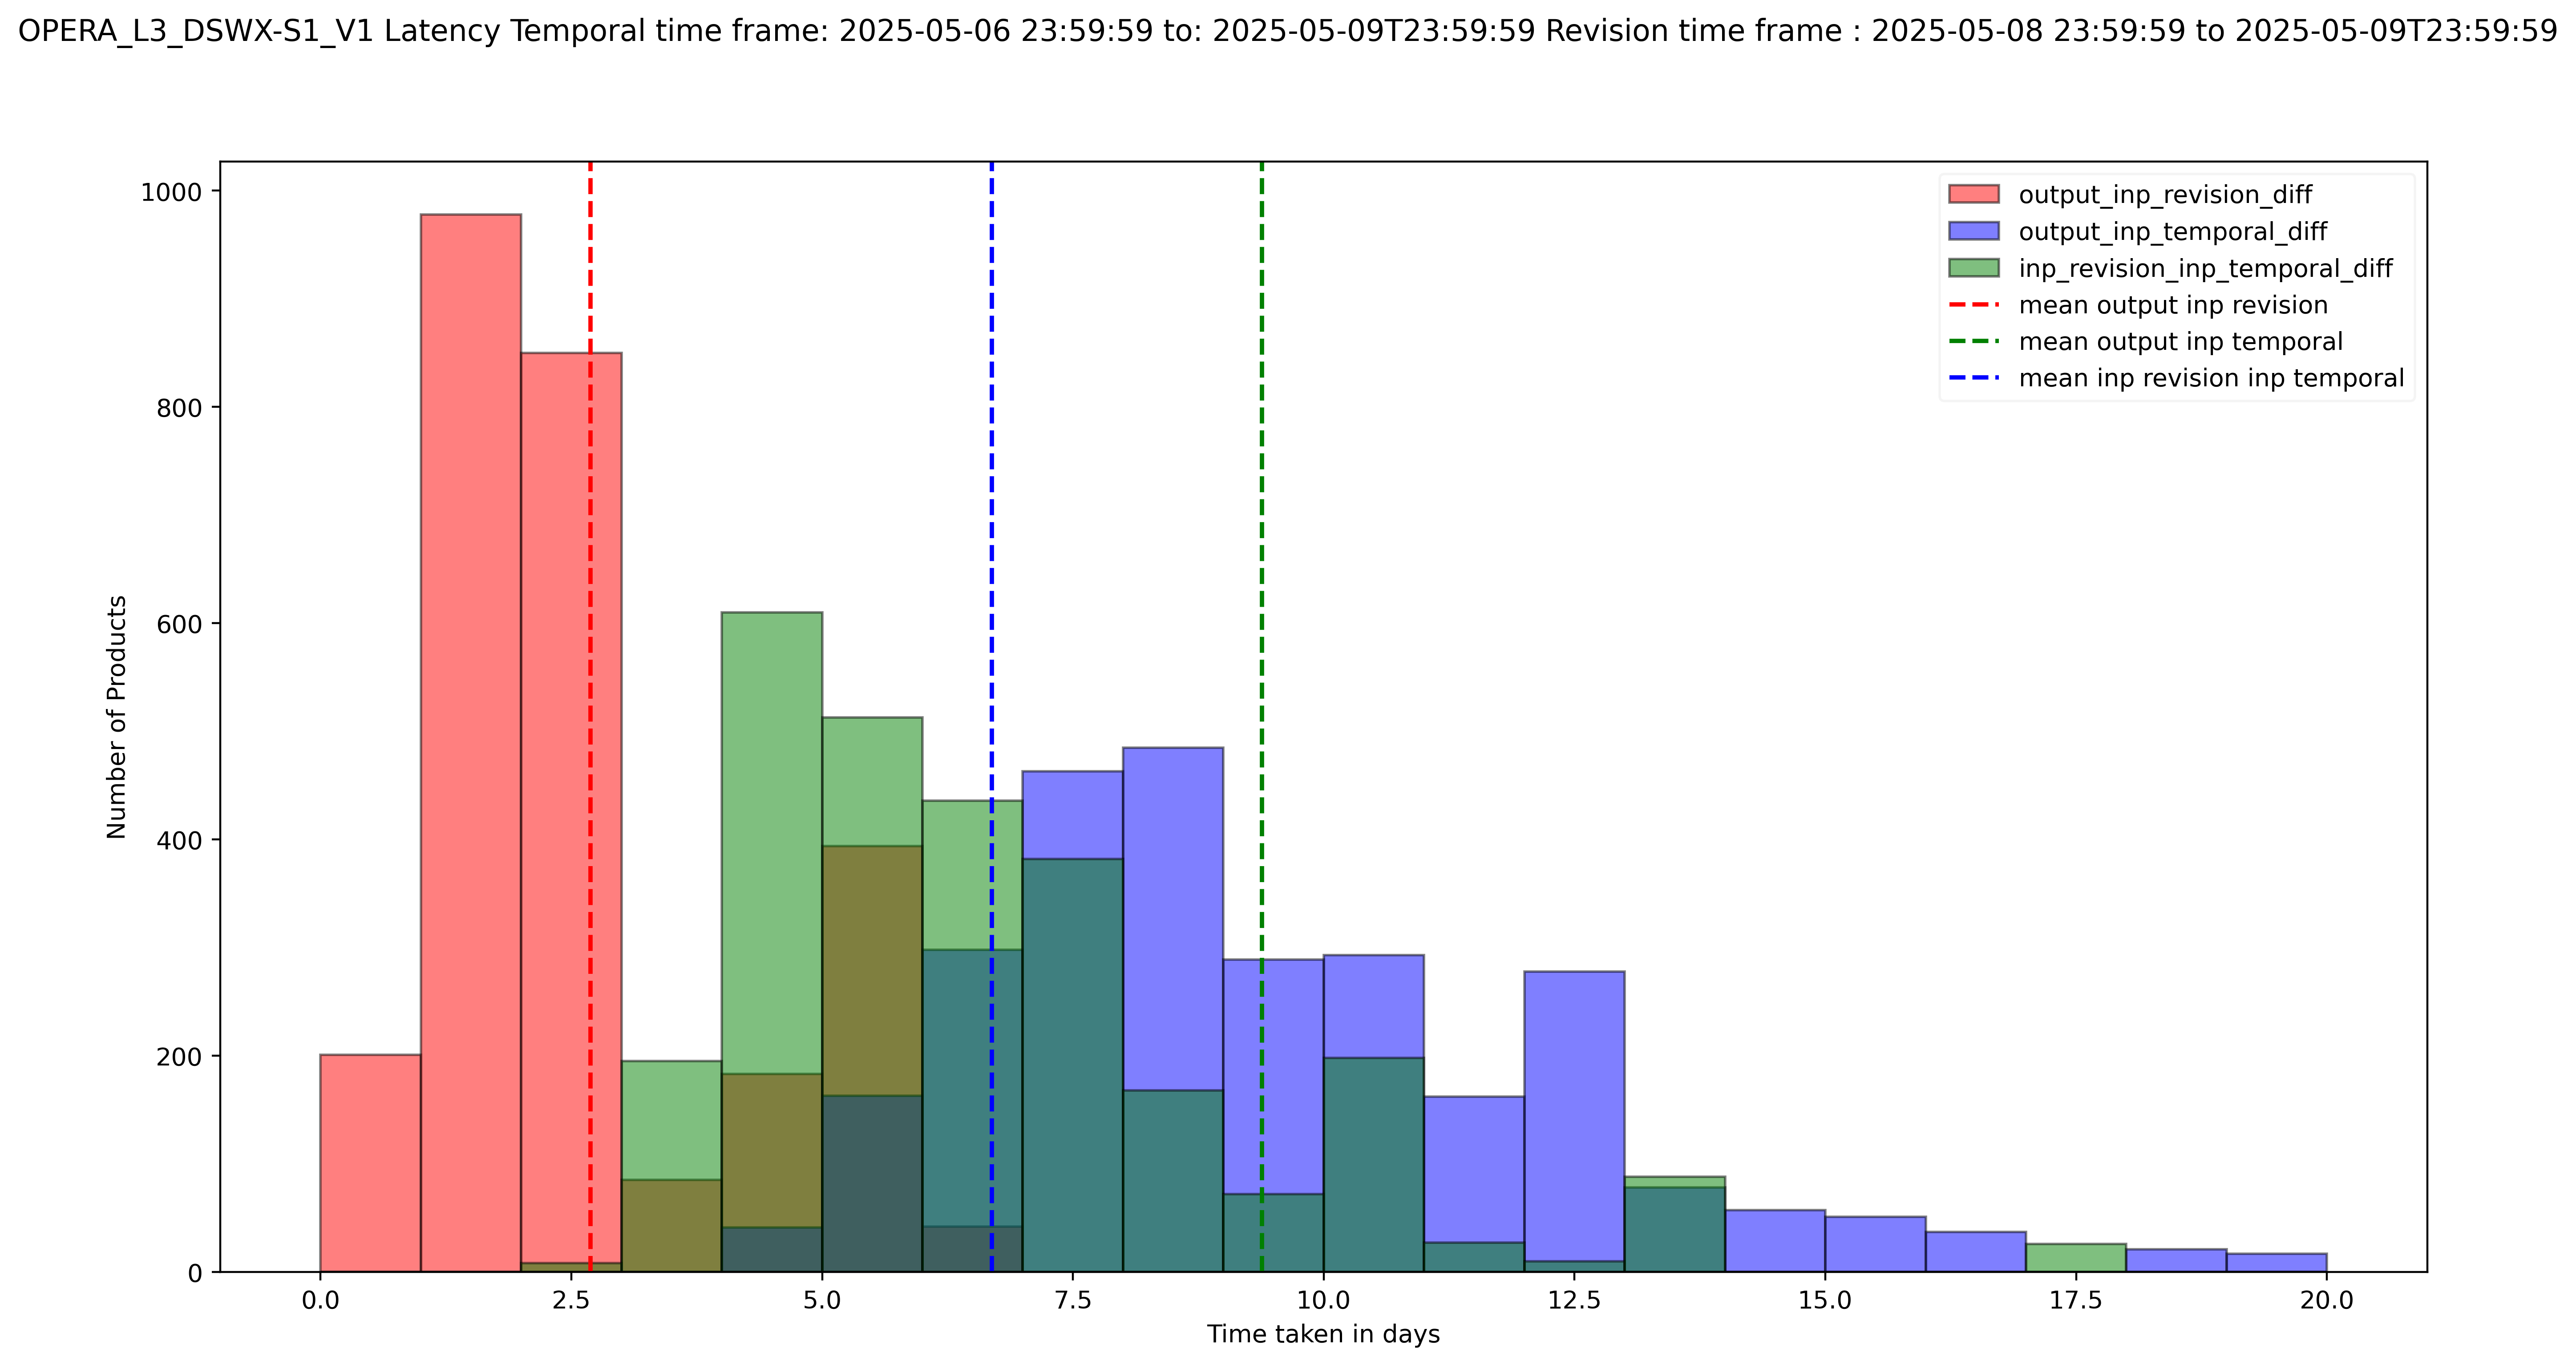 OPERA_L3_DSWX-S1_V1 Latency Temporal time frame: 2025-05-06 23:59:59 to: 2025-05-09T23:59:59 Revision time frame : 2025-05-08 23:59:59 to 2025-05-09T23:59:59
output_inp_revision_diff
output_inp_temporal_diff
inp_revision_inp_temporal_diff
mean output inp revision
mean output inp temporal
mean inp revision inp temporal
Number of Products
1000
800
600
400
200
0
0.0 2.5 5.0 7.5 10.0 12.5 15.0 17.5 20.0
Time taken in days